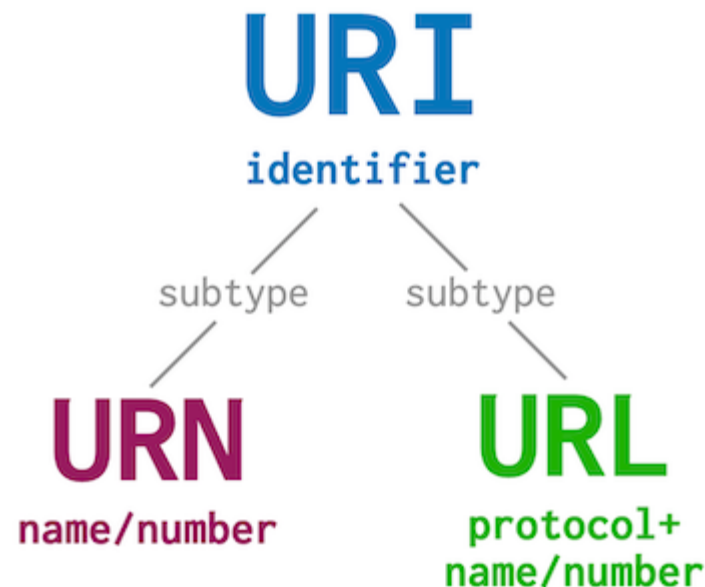 URI
identifier
subtype subtype
URN URL
name/number protocol+
name/number